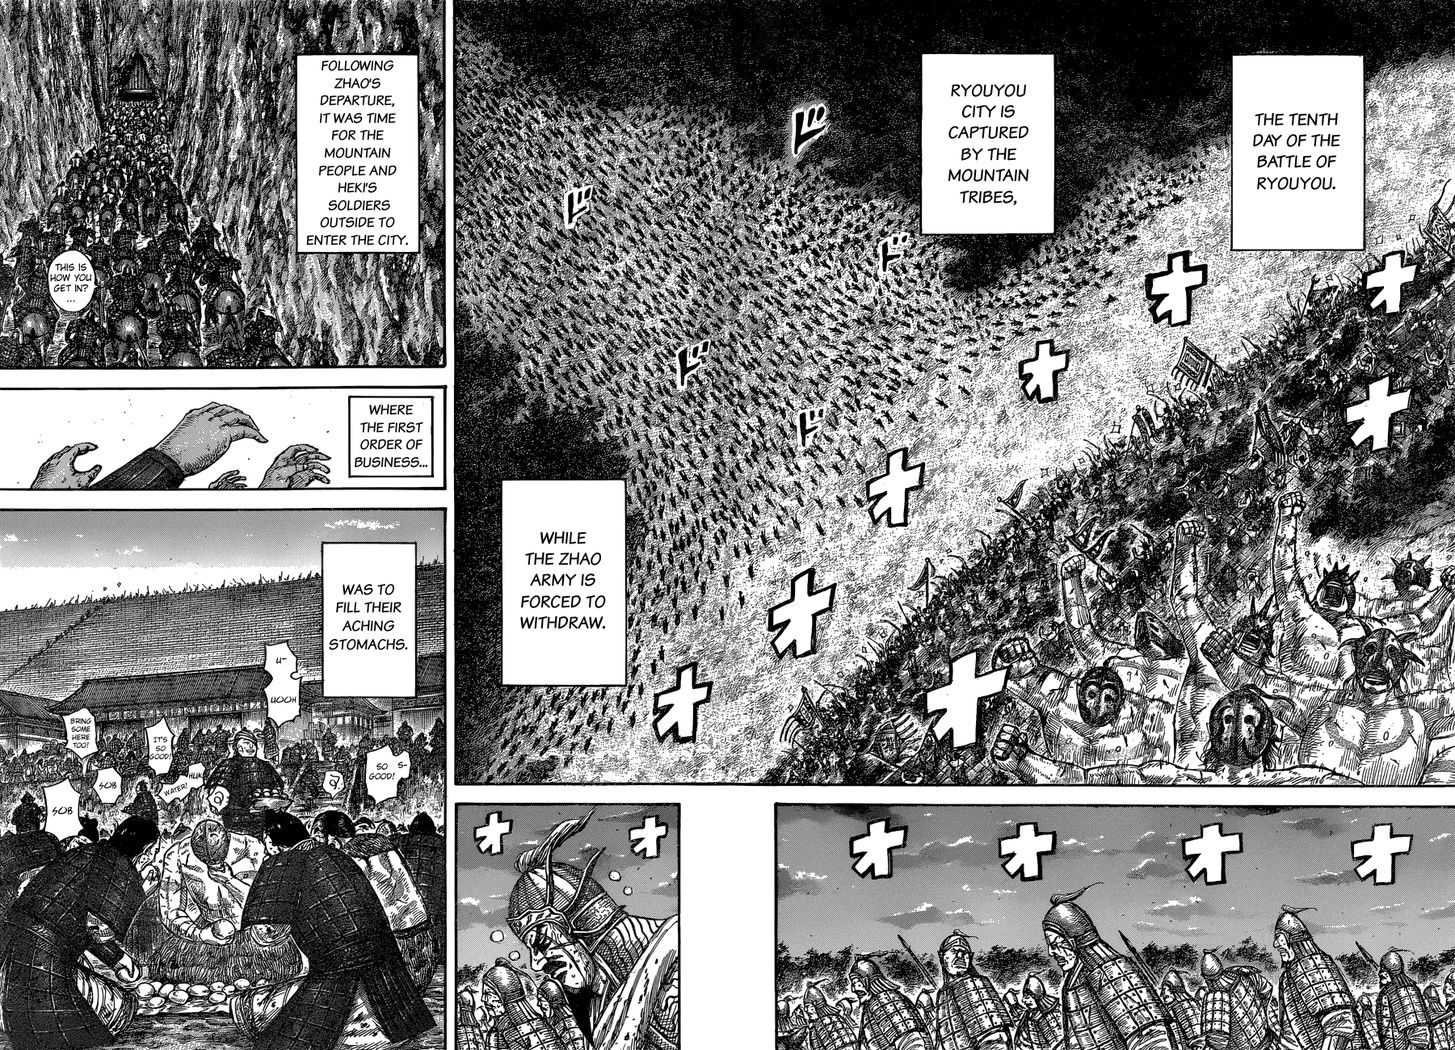 THE TENTH
DAY OF THE
BATTLE OF
RYOUYOU.
RYOUYOU
CITY IS
CAPTURED
BY THE
MOUNTAIN
TRIBES,
WHILE
THE ZHAO
ARMY IS
FORCED TO
WITHDRAW.
ド
ド
ド
ド
ド
オ
オ
オ
オ
オ
オ
オ
オ
オ
オ
オ
オ
オ
オ
FOLLOWING
ZHAO'S
DEPARTURE,
IT WAS TIME
FOR THE
MOUNTAIN
PEOPLE AND
HEKI'S
SOLDIERS
OUTSIDE TO
ENTER THE CITY.
THIS IS
HOW YOU
GET IN?
...
WHERE
THE FIRST
ORDER OF
BUSINESS...
WAS TO
FILL THEIR
ACHING
STOMACHS.
U-
UOOH
S-
SO
GOOD!
IT'S
SO
GOOD!
BRING
SOME
HERE
TOO!
HUK
WATER!
SOB
SOB